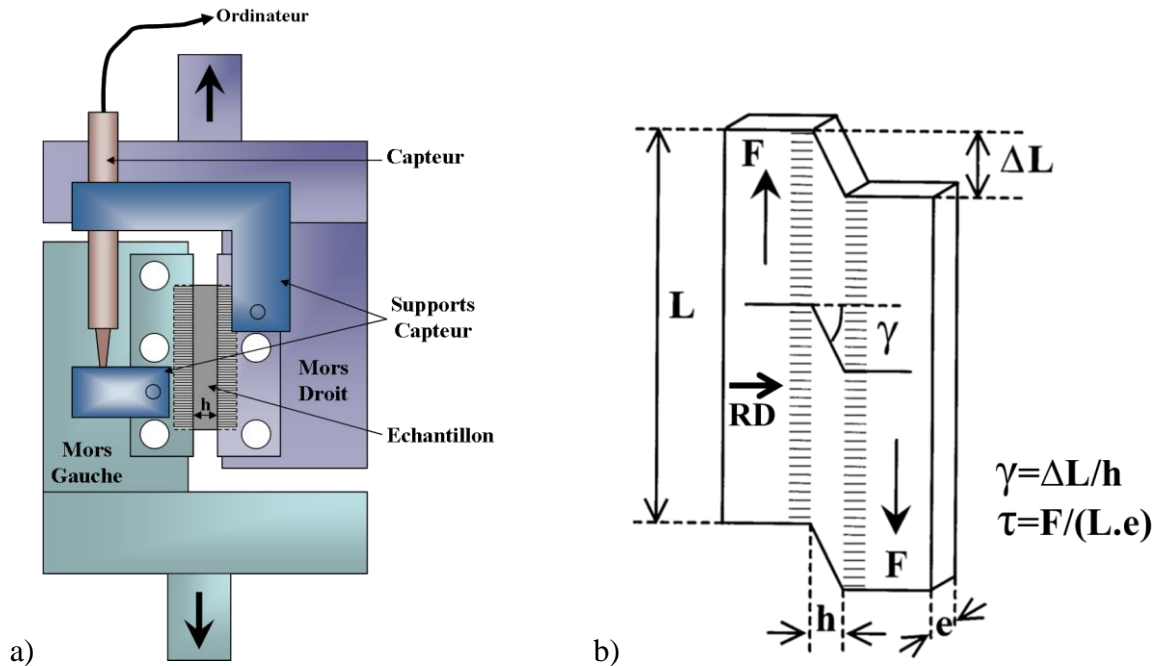 Ordinateur
Capteur
Supports
Capteur
Mors
Droit
h
Echantillon
Mors
Gauche
a)
F
ΔL
L
γ
RD
F
γ=ΔL/h
τ=F/(L.e)
h
e
b)